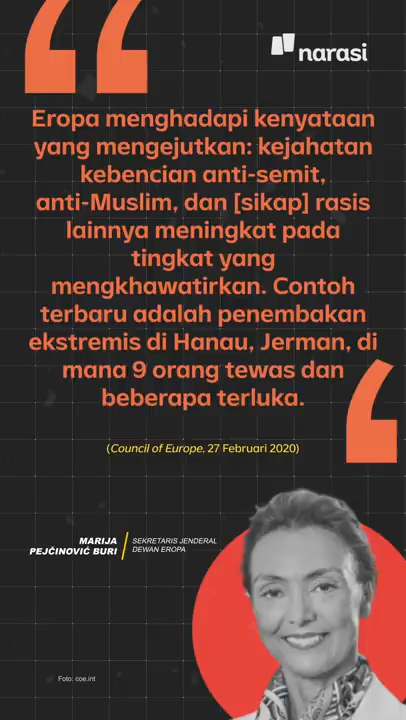 narasi
Eropa menghadapi kenyataan
yang mengejutkan: kejahatan
kebencian anti-semit,
anti-Muslim, dan [sikap] rasis
lainnya meningkat pada
tingkat yang
mengkhawatirkan. Contoh
terbaru adalah penembakan
ekstremis di Hanau, Jerman, di
mana 9 orang tewas dan
beberapa terluka.
(Council of Europe, 27 Februari 2020)
MARIJA
PEJČINOVIĆ BURI
SEKRETARIS JENDERAL
DEWAN EROPA
Foto: coe.int